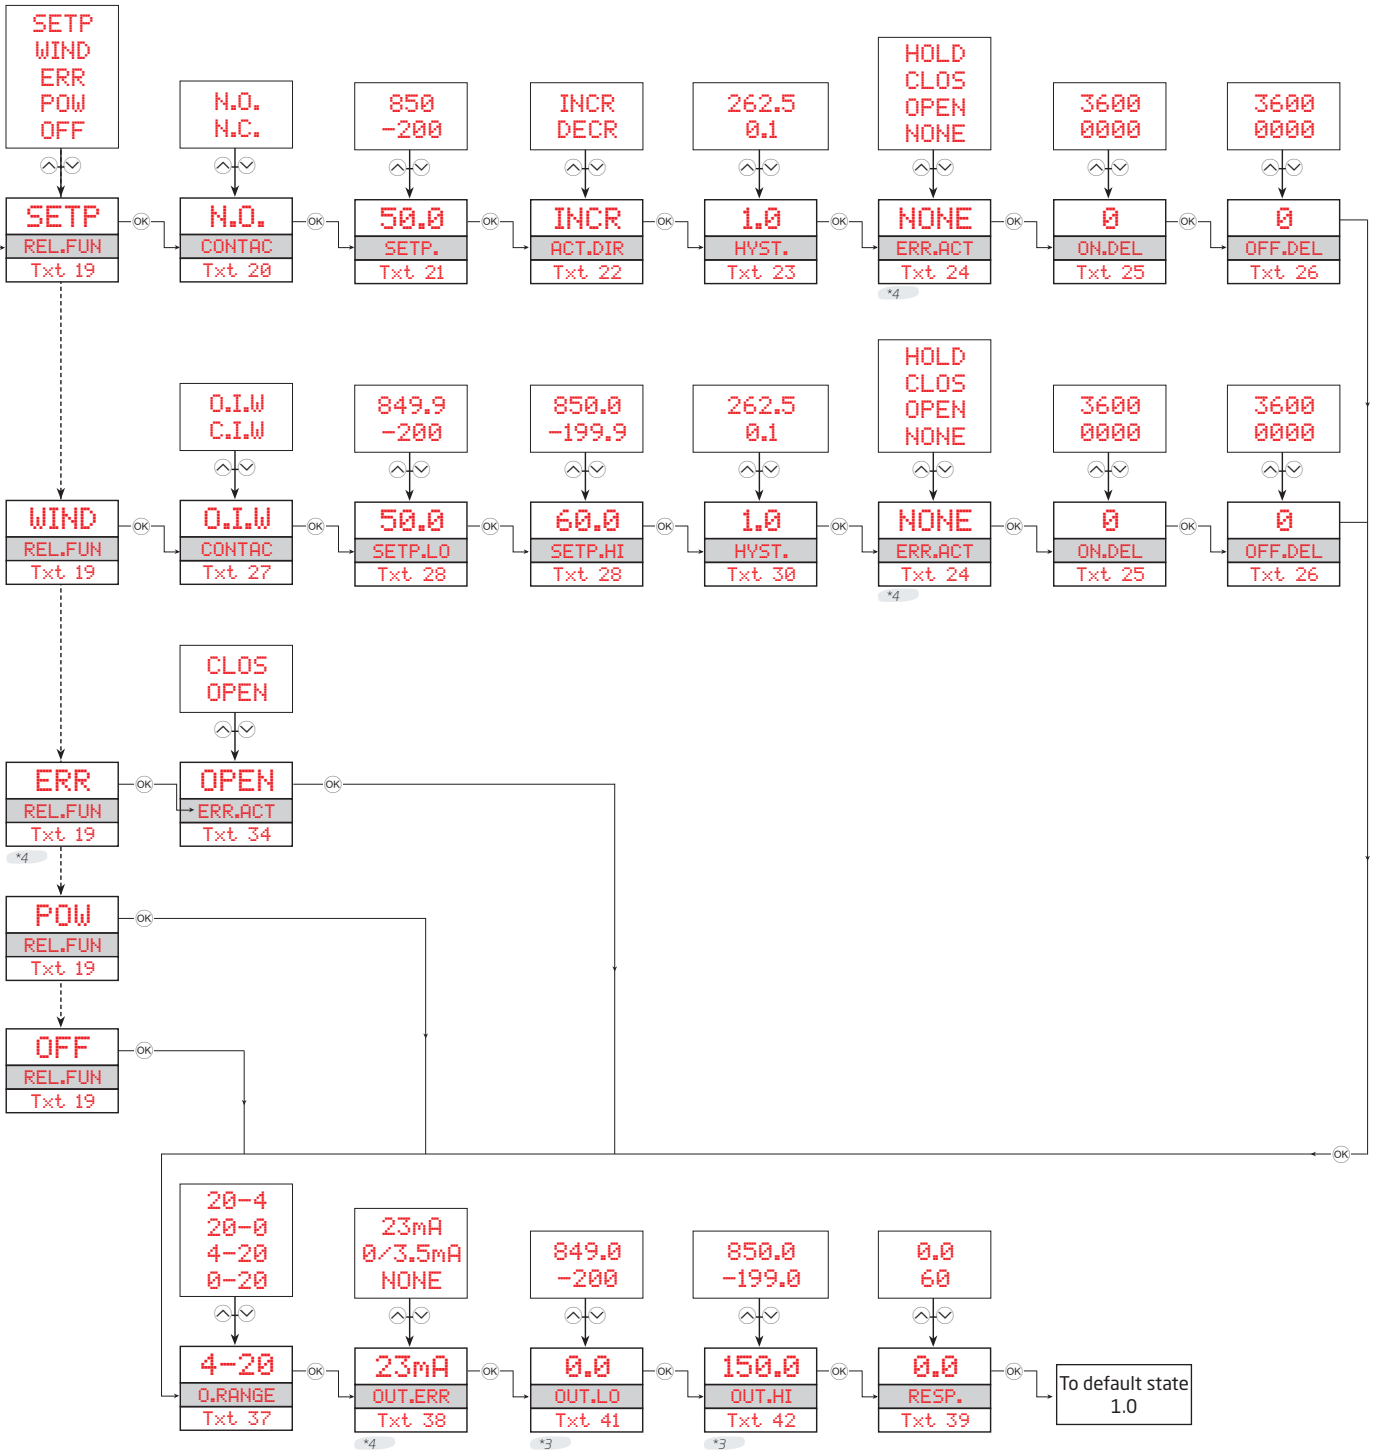 SETP
WIND
ERR
POW
OFF
N.O.
N.C.
850
-200
INCR
DECR
262.5
0.1
HOLD
CLOS
OPEN
NONE
3600
0000
3600
0000
SETP
REL.FUN
Txt 19
OK
N.O.
CONTAC
Txt 20
OK
50.0
SETP.
Txt 21
OK
INCR
ACT.DIR
Txt 22
OK
1.0
HYST.
Txt 23
OK
NONE
ERR.ACT
Txt 24
*4
OK
0
ON.DEL
Txt 25
OK
0
OFF.DEL
Txt 26
O.I.W
C.I.W
849.9
-200
850.0
-199.9
262.5
0.1
HOLD
CLOS
OPEN
NONE
3600
0000
3600
0000
WIND
REL.FUN
Txt 19
OK
O.I.W
CONTAC
Txt 27
OK
50.0
SETP.LO
Txt 28
OK
60.0
SETP.HI
Txt 28
OK
1.0
HYST.
Txt 30
OK
NONE
ERR.ACT
Txt 24
*4
OK
0
ON.DEL
Txt 25
OK
0
OFF.DEL
Txt 26
CLOS
OPEN
ERR
REL.FUN
Txt 19
*4
OK
OPEN
ERR.ACT
Txt 34
OK
POW
REL.FUN
Txt 19
OK
OFF
REL.FUN
Txt 19
OK
OK
20-4
20-0
4-20
0-20
23mA
0/3.5mA
NONE
849.0
-200
850.0
-199.0
0.0
60
4-20
O.RANGE
Txt 37
OK
23mA
OUT.ERR
Txt 38
*4
OK
0.0
OUT.LO
Txt 41
*3
OK
150.0
OUT.HI
Txt 42
*3
OK
0.0
RESP.
Txt 39
OK
To default state
1.0